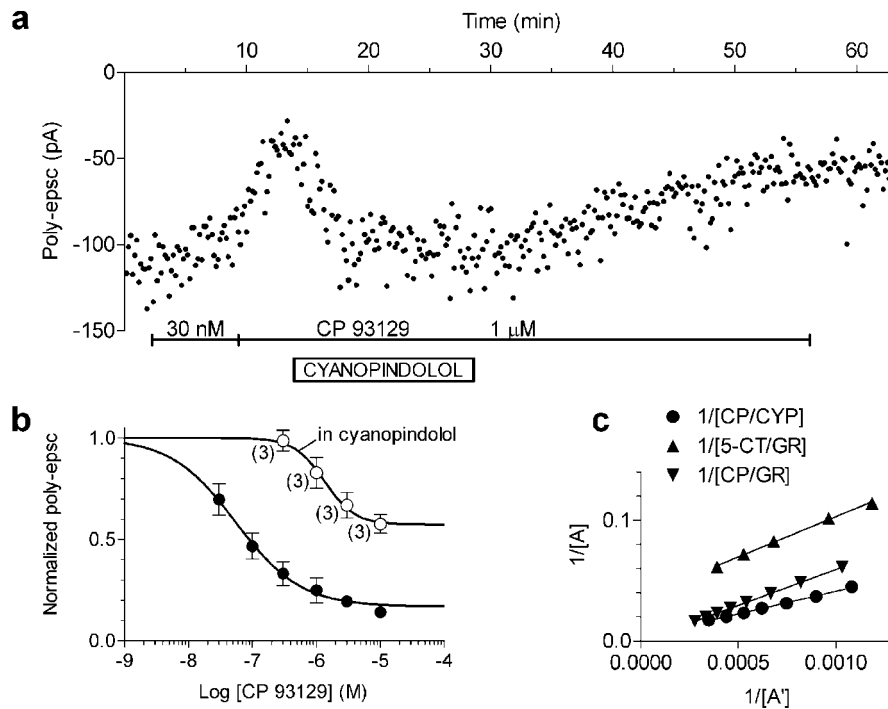 a
Time (min)
10 20 30 40 50 60
0
-50
-100
-150
Poly-epsc (pA)
30 nM CP 93129 1 µM
CYANOPINDOLOL
b
1.0
0.5
0.0
Normalized poly-epsc
in cyanopindolol
(3)
(3)
(3)
(3)
-9 -8 -7 -6 -5 -4
Log [CP 93129] (M)
c
1/[CP/CYP]
1/[5-CT/GR]
1/[CP/GR]
0.1
0.0
1/[A]
0.0000 0.0005 0.0010
1/[A']